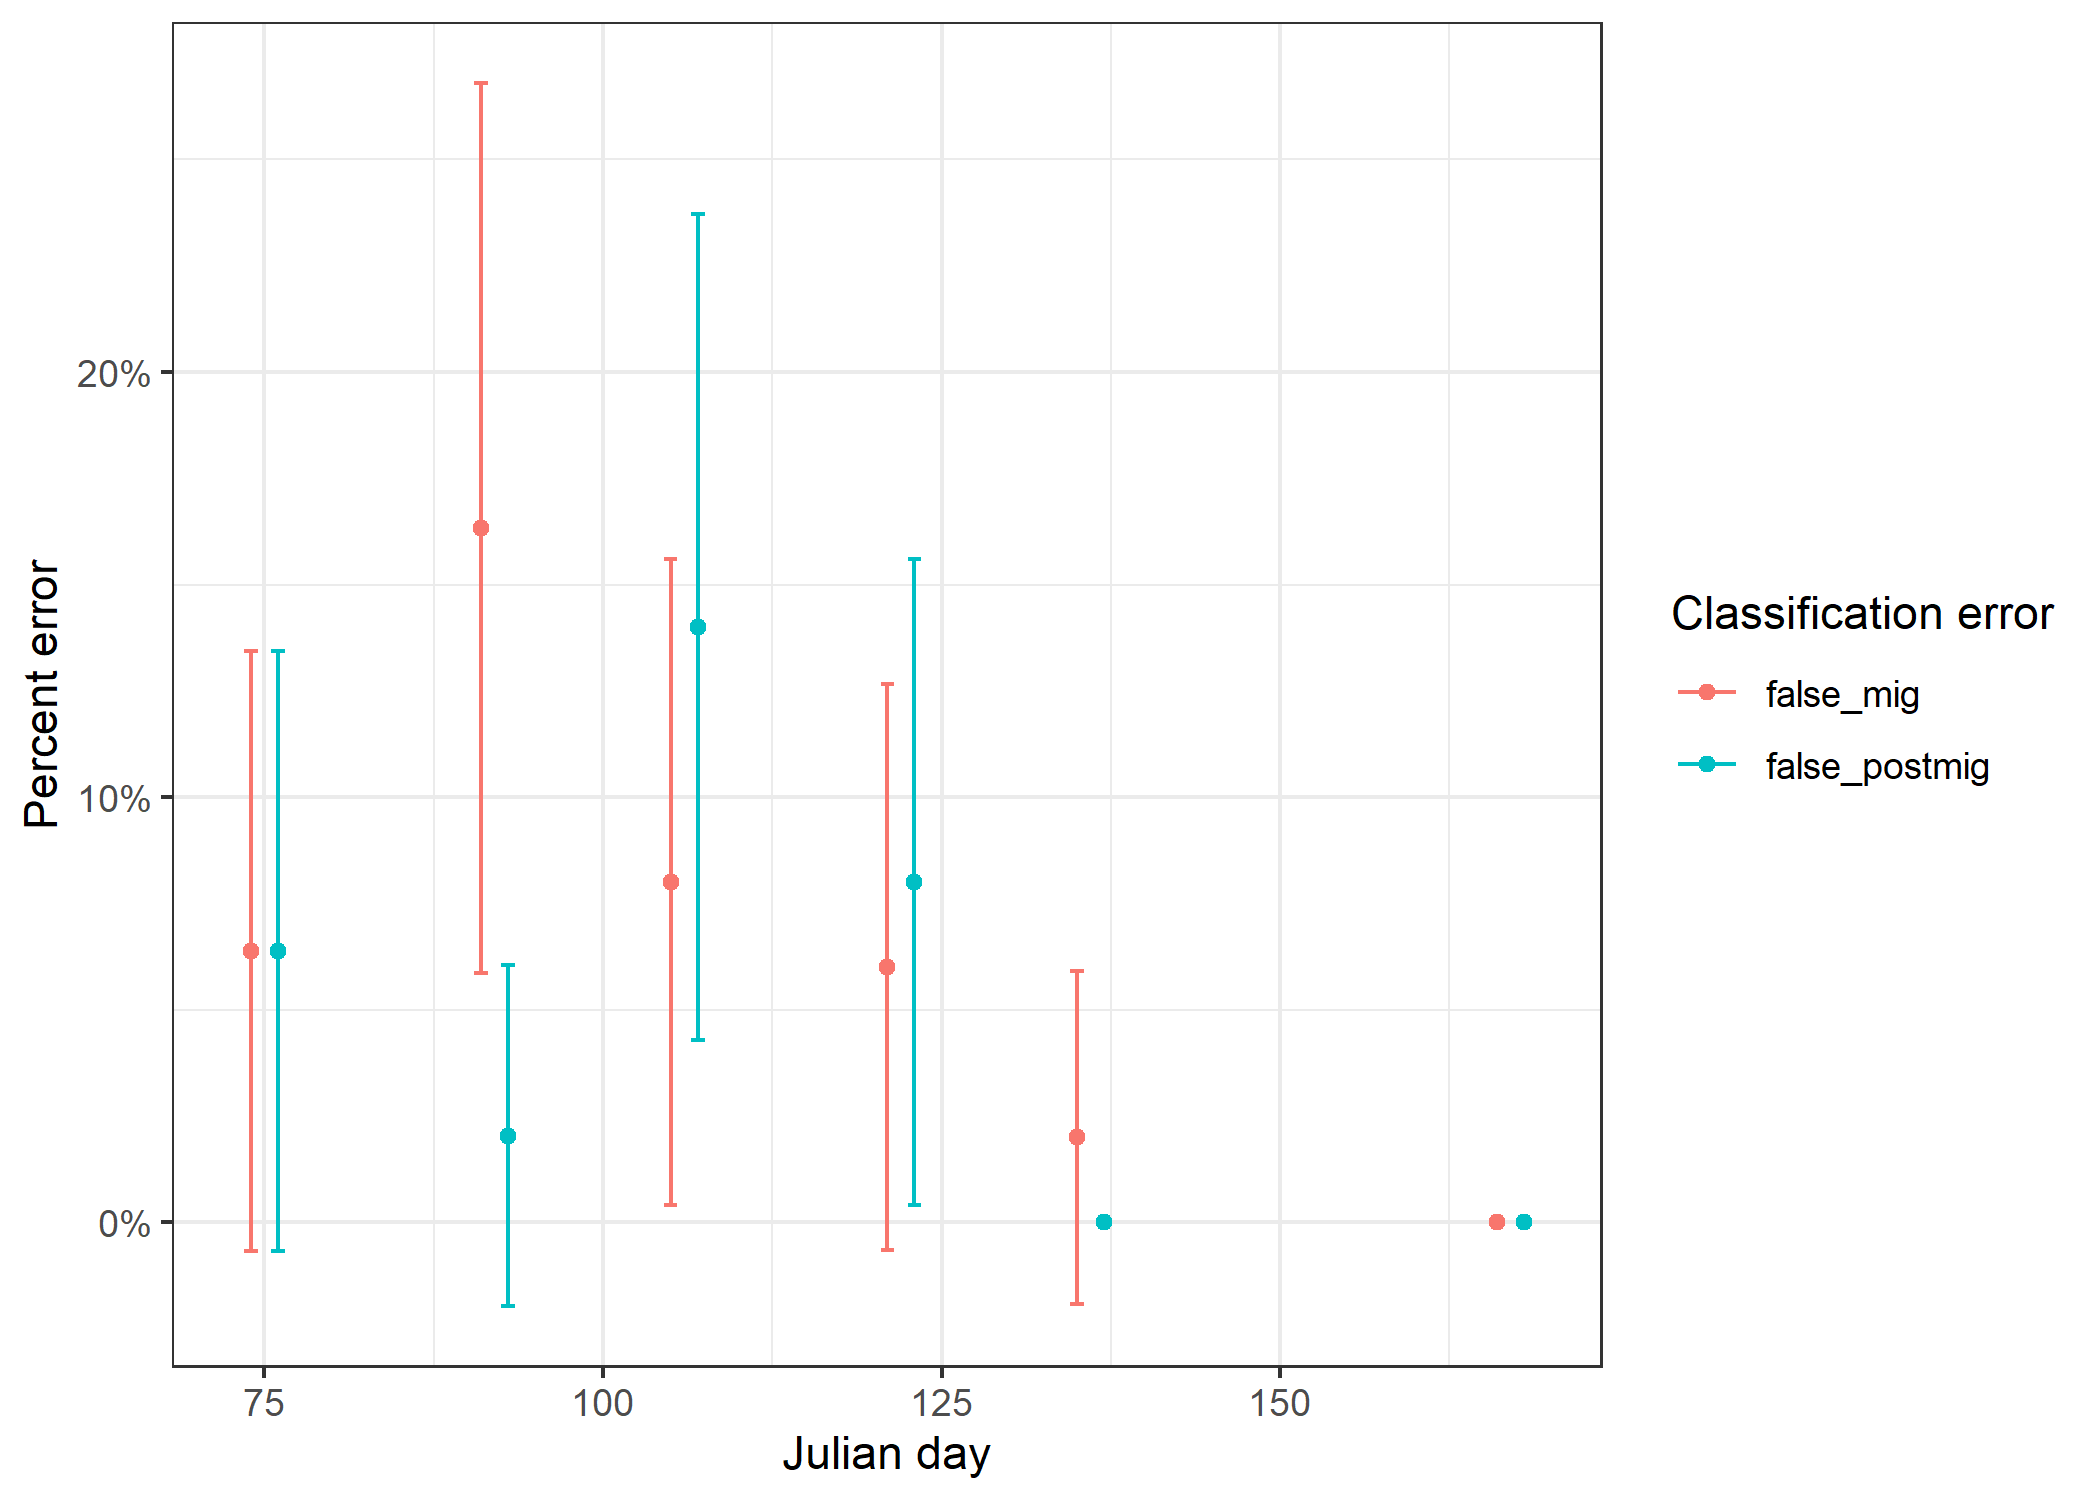 20%
10%
0%
Percent error
75
100
125
150
Julian day
Classification error
false_mig
false_postmig